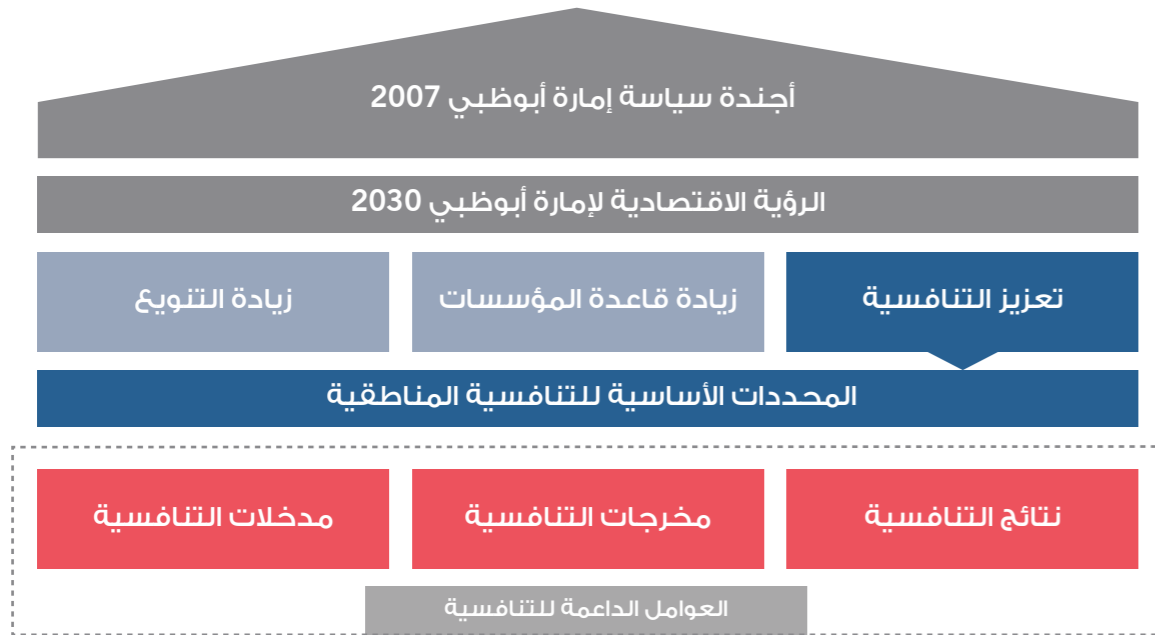 أجندة سياسة إمارة أبوظبي 2007
الرؤية الاقتصادية لإمارة أبوظبي 2030
تعزيز التنافسية
زيادة قاعدة المؤسسات
زيادة التنويع
المحددات الأساسية للتنافسية المناطقية
نتائج التنافسية
مخرجات التنافسية
مدخلات التنافسية
العوامل الداعمة للتنافسية